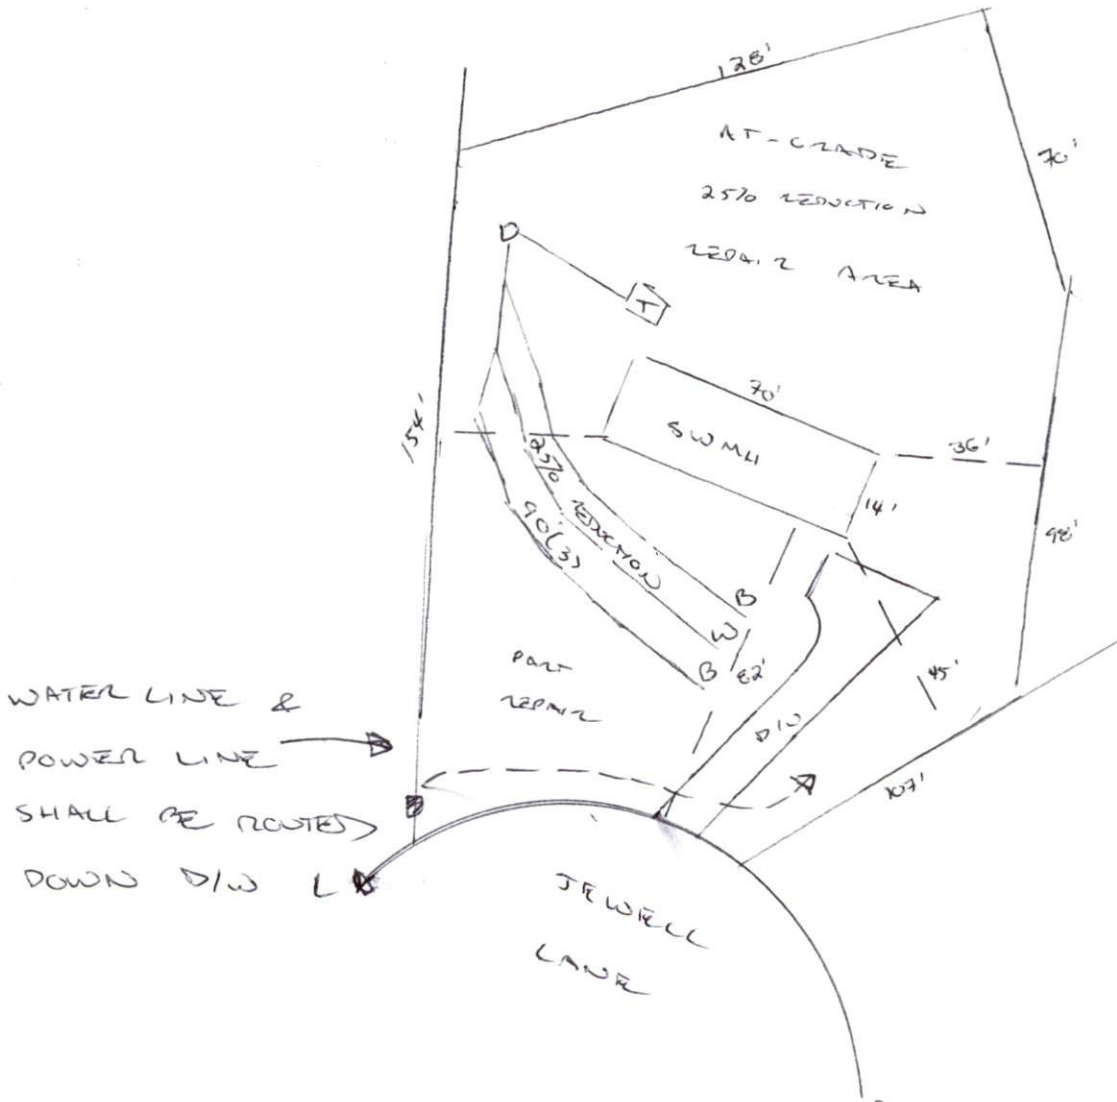 128'
AT-GRADE
25% REDUCTION
REPAIR AREA
70'
D
T
70'
SWMH
36'
14'
154'
25% REDUCTION
90'(3)
98'
B
W
B
82'
45'
PART
REPAIR
D/W
107'
WATER LINE &
POWER LINE
SHALL BE ROUTED
DOWN D/W
JEWELL
LANE